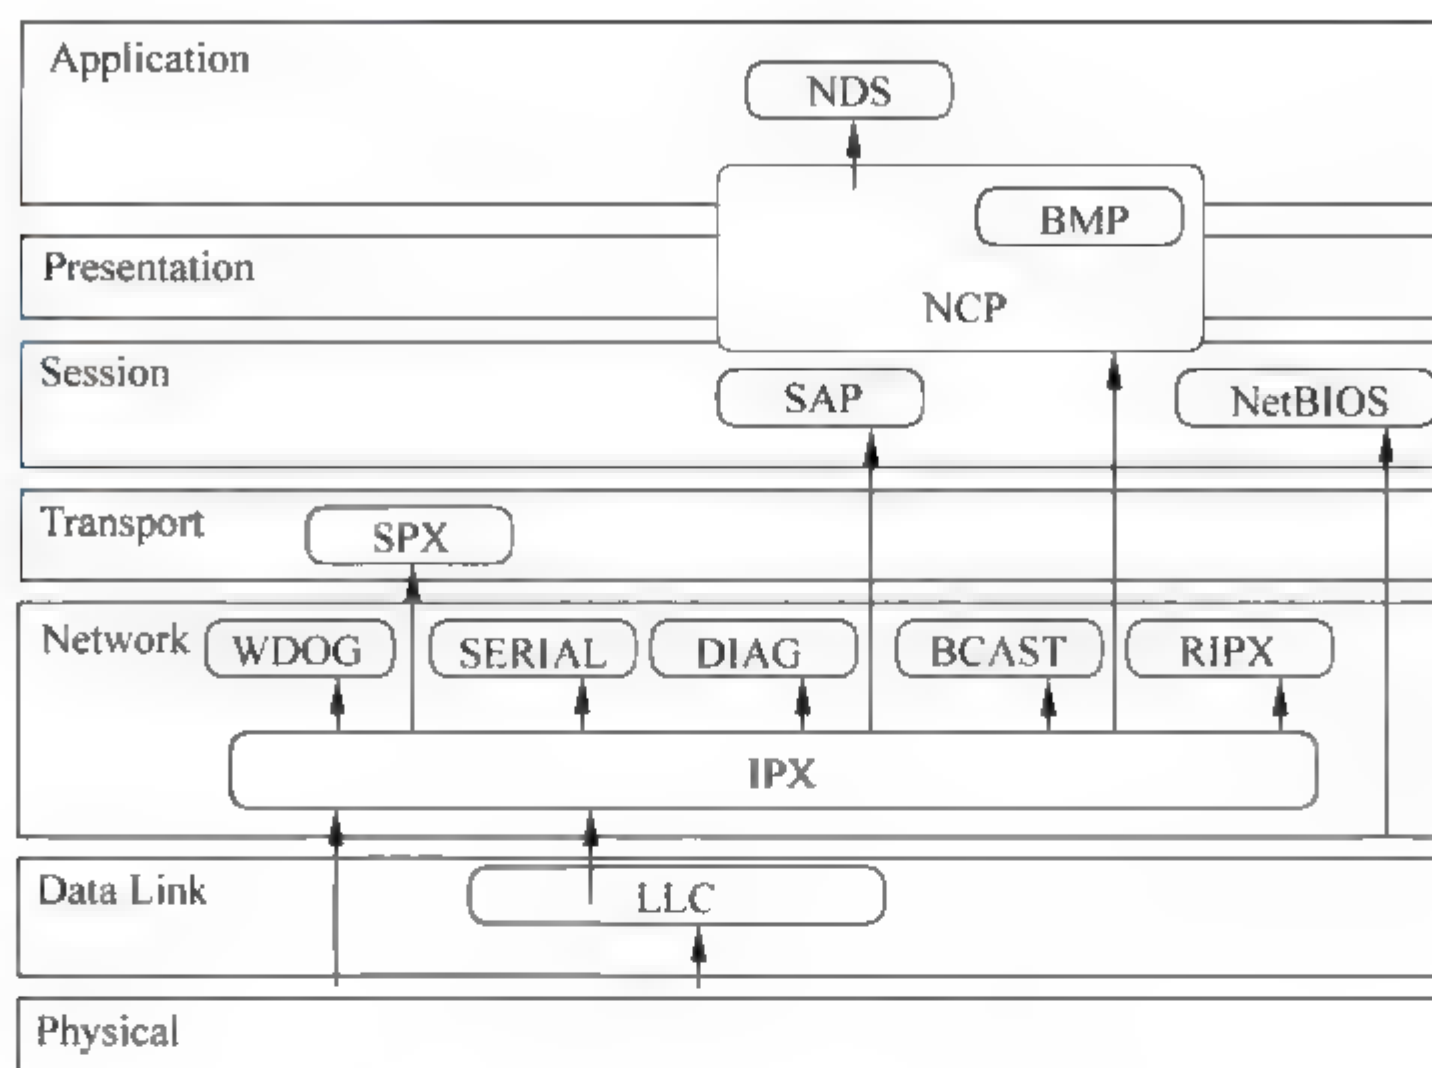 Application
NDS
BMP
Presentation
NCP
Session
SAP
NetBIOS
Transport
SPX
Network
WDOG
SERIAL
DIAG
BCAST
RIPX
IPX
Data Link
LLC
Physical